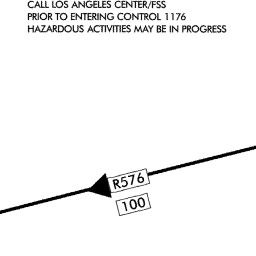 CALL LOS ANGELES CENTER/FSS
PRIOR TO ENTERING CONTROL 1176
HAZARDOUS ACTIVITIES MAY BE IN PROGRESS
R576
100